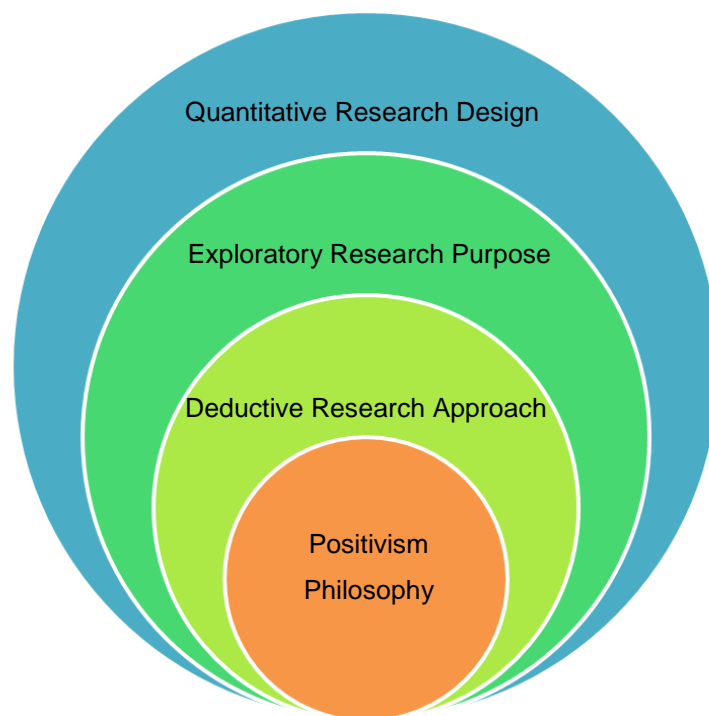 Quantitative Research Design
Exploratory Research Purpose
Deductive Research Approach
Positivism
Philosophy